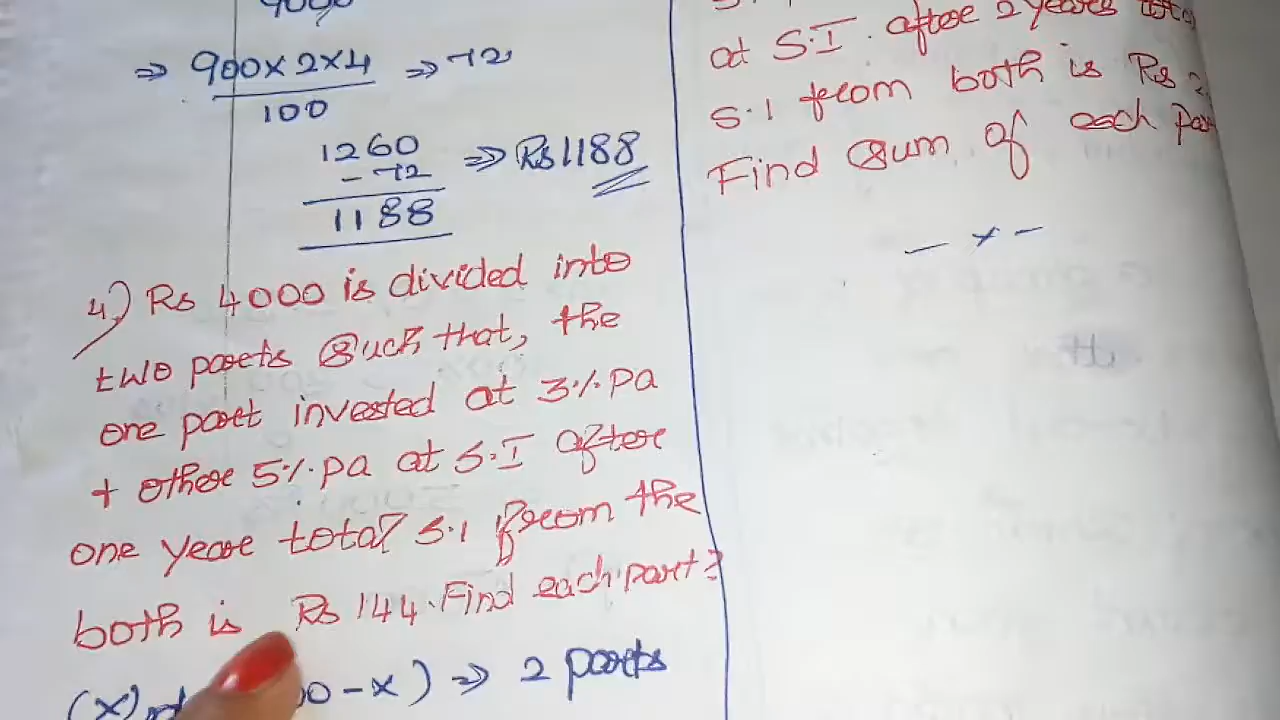 ⇒ 900×2×4 ⇒ 72
100
1260 ⇒ Rs 1188
- 72
1188
4) Rs 4000 is divided into
two parts such that, the
one part invested at 3% pa
+ other 5% pa at S.I after
one year total S.I from the
both is Rs 144. Find each part?
(x) - x) ⇒ 2 parts
at S.I. after 2 years
S.I from both is Rs
Find sum of each
- x -